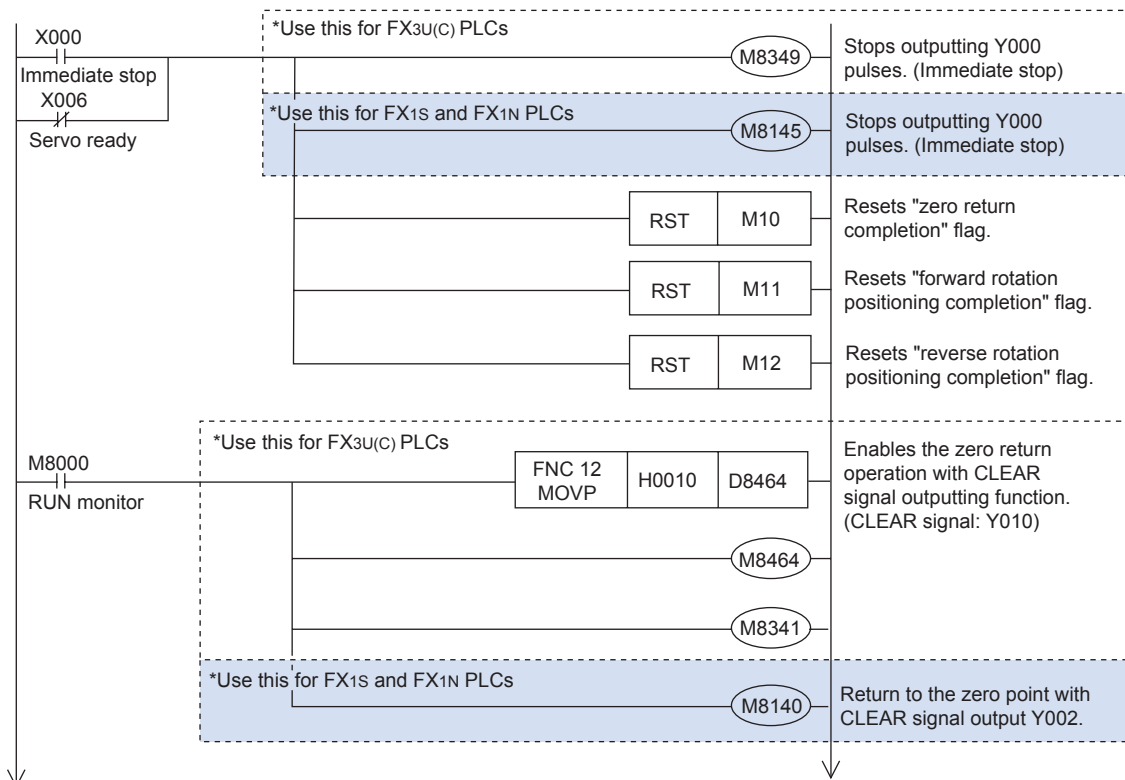 *Use this for FX3U(C) PLCs
X000
M8349
Stops outputting Y000
pulses. (Immediate stop)
Immediate stop
X006
*Use this for FX1S and FX1N PLCs
M8145
Stops outputting Y000
pulses. (Immediate stop)
Servo ready
RST M10
Resets "zero return
completion" flag.
RST M11
Resets "forward rotation
positioning completion" flag.
RST M12
Resets "reverse rotation
positioning completion" flag.
*Use this for FX3U(C) PLCs
M8000
RUN monitor
FNC 12
MOVP
H0010
D8464
Enables the zero return
operation with CLEAR
signal outputting function.
(CLEAR signal: Y010)
M8464
M8341
*Use this for FX1S and FX1N PLCs
M8140
Return to the zero point with
CLEAR signal output Y002.